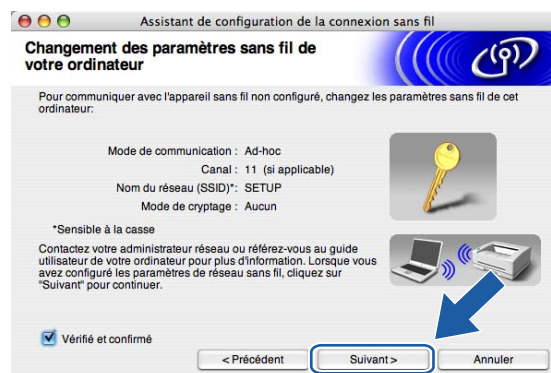 Assistant de configuration de la connexion sans fil
Changement des paramètres sans fil de
votre ordinateur
Pour communiquer avec l'appareil sans fil non configuré, changez les paramètres sans fil de cet
ordinateur:
Mode de communication : Ad-hoc
Canal : 11 (si applicable)
Nom du réseau (SSID)*: SETUP
Mode de cryptage : Aucun
*Sensible à la casse
Contactez votre administrateur réseau ou référez-vous au guide
utilisateur de votre ordinateur pour plus d'information. Lorsque vous
avez configuré les paramètres de réseau sans fil, cliquez sur
"Suivant" pour continuer.
Vérifié et confirmé
< Précédent Suivant > Annuler